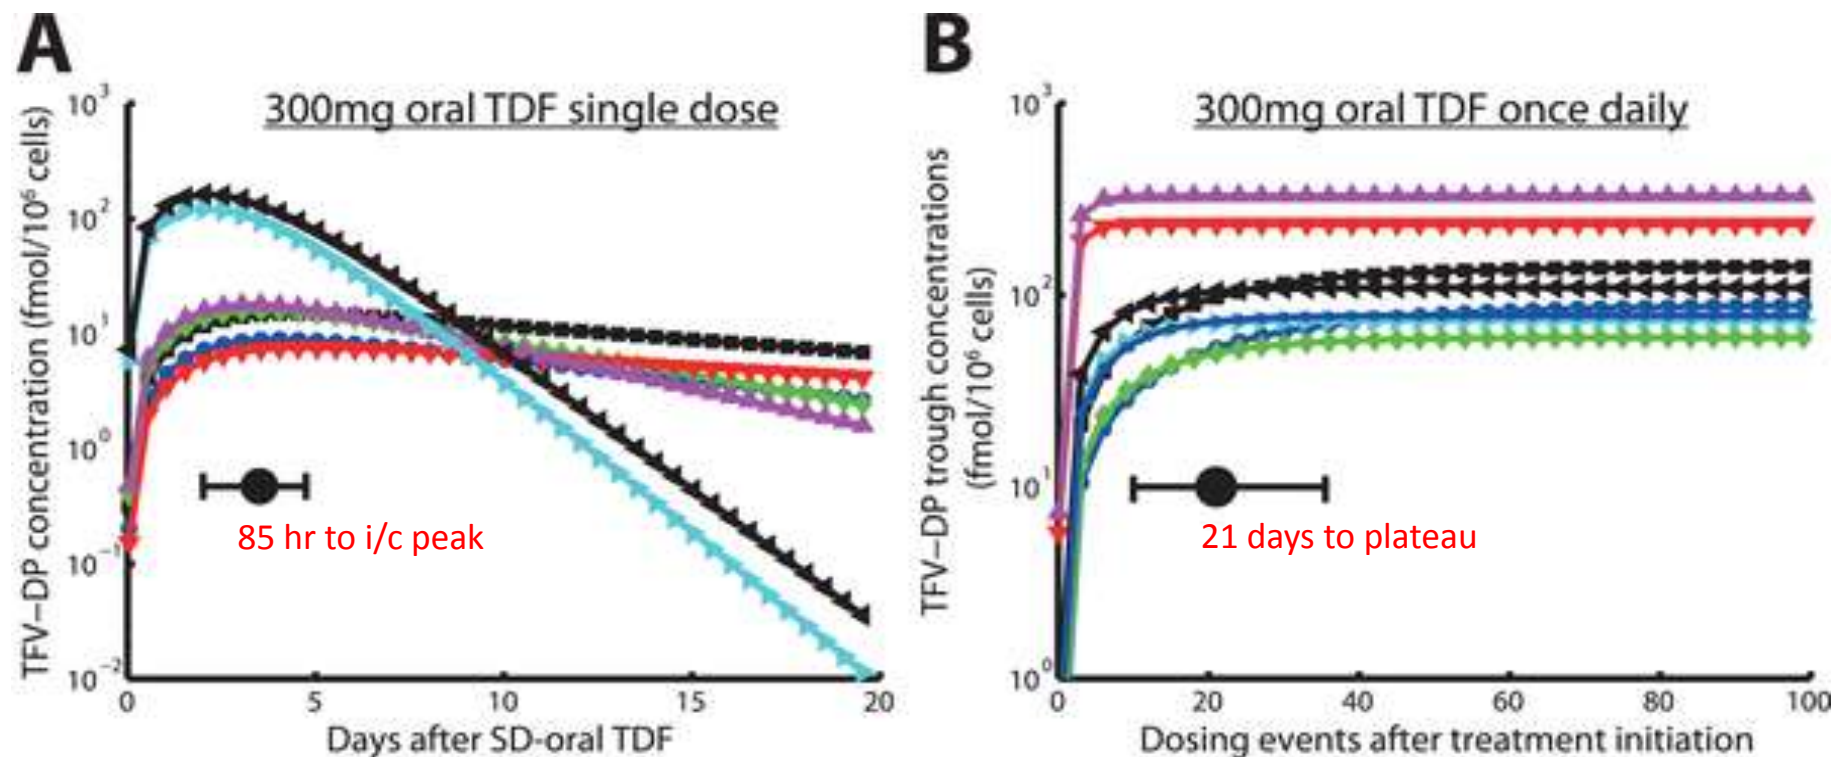 A
300mg oral TDF single dose
TFV–DP concentration (fmol/10⁶ cells)
10³
10²
10¹
10⁰
10⁻¹
10⁻²
85 hr to i/c peak
0 5 10 15 20
Days after SD-oral TDF
B
300mg oral TDF once daily
TFV–DP trough concentrations
(fmol/10⁶ cells)
10³
10²
10¹
10⁰
21 days to plateau
0 20 40 60 80 100
Dosing events after treatment initiation